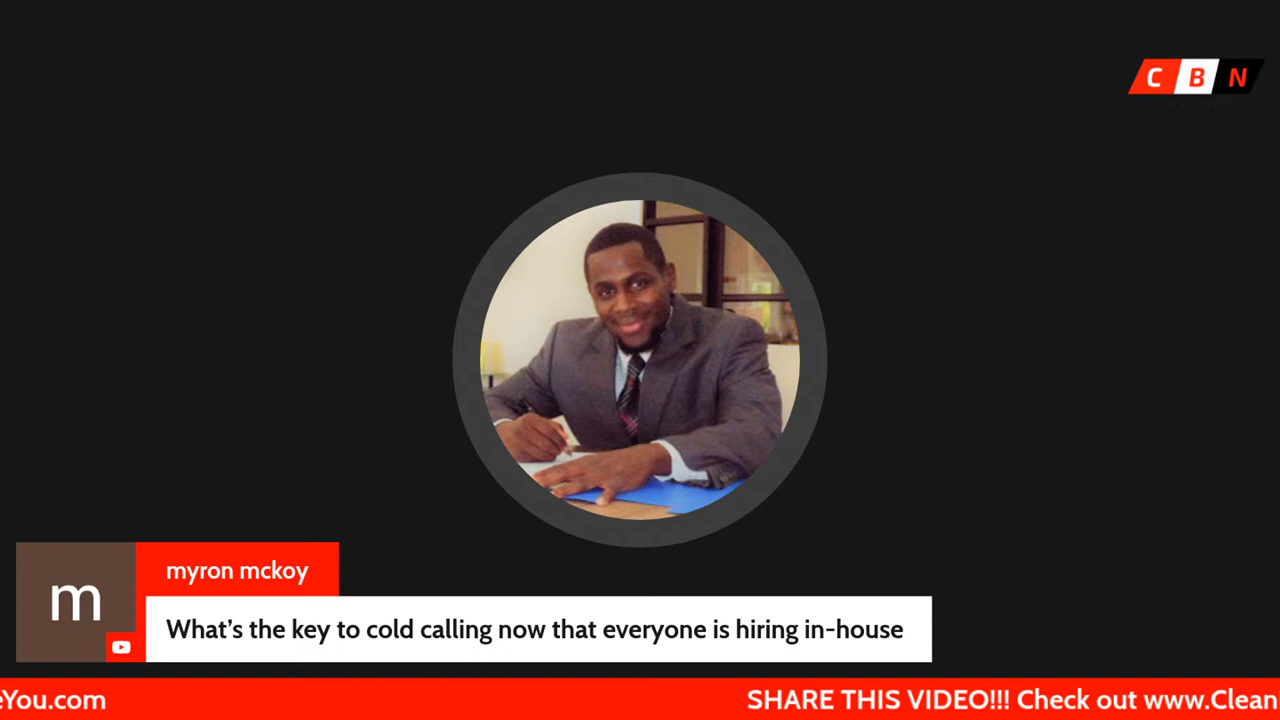 C B N
m
myron mckoy
What's the key to cold calling now that everyone is hiring in-house
eYou.com SHARE THIS VIDEO!!! Check out www.Clean